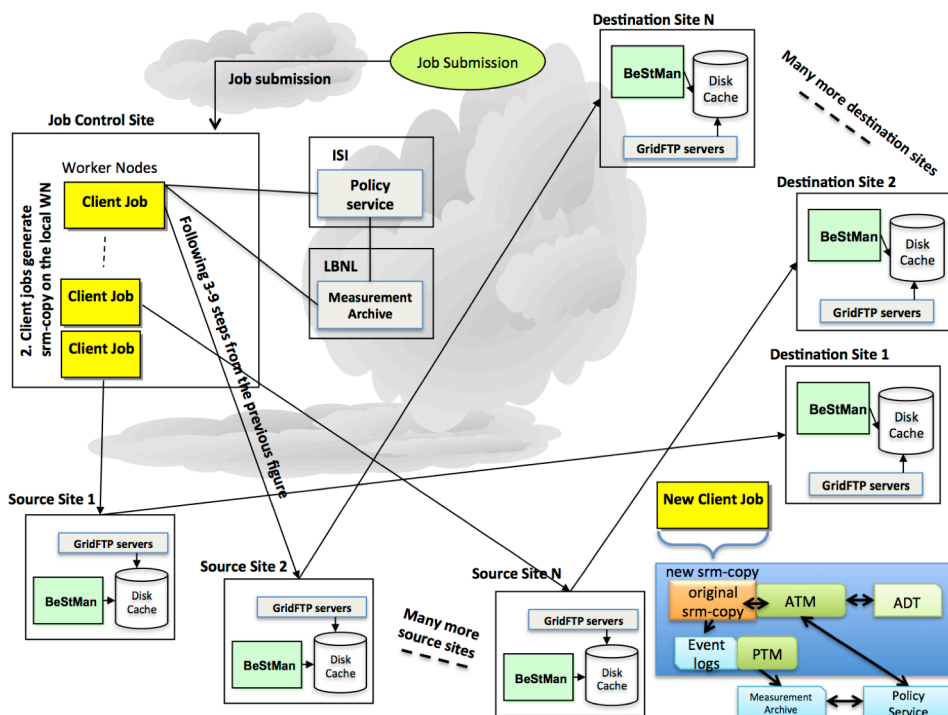 Destination Site N
BeStMan
Disk
Cache
GridFTP servers
Many more destination sites
Job Submission
Job submission
Job Control Site
Worker Nodes
Client Job
Client Job
Client Job
2. Client jobs generate
srm-copy on the local WN
ISI
Policy
service
LBNL
Measurement
Archive
Following 3-9 steps from the previous figure
Destination Site 2
BeStMan
Disk
Cache
GridFTP servers
Destination Site 1
BeStMan
Disk
Cache
GridFTP servers
Source Site 1
GridFTP servers
BeStMan
Disk
Cache
Source Site 2
GridFTP servers
BeStMan
Disk
Cache
Many more
source sites
Source Site N
GridFTP servers
BeStMan
Disk
Cache
New Client Job
new srm-copy
original
srm-copy
ATM
ADT
Event
logs
PTM
Measurement
Archive
Policy
Service